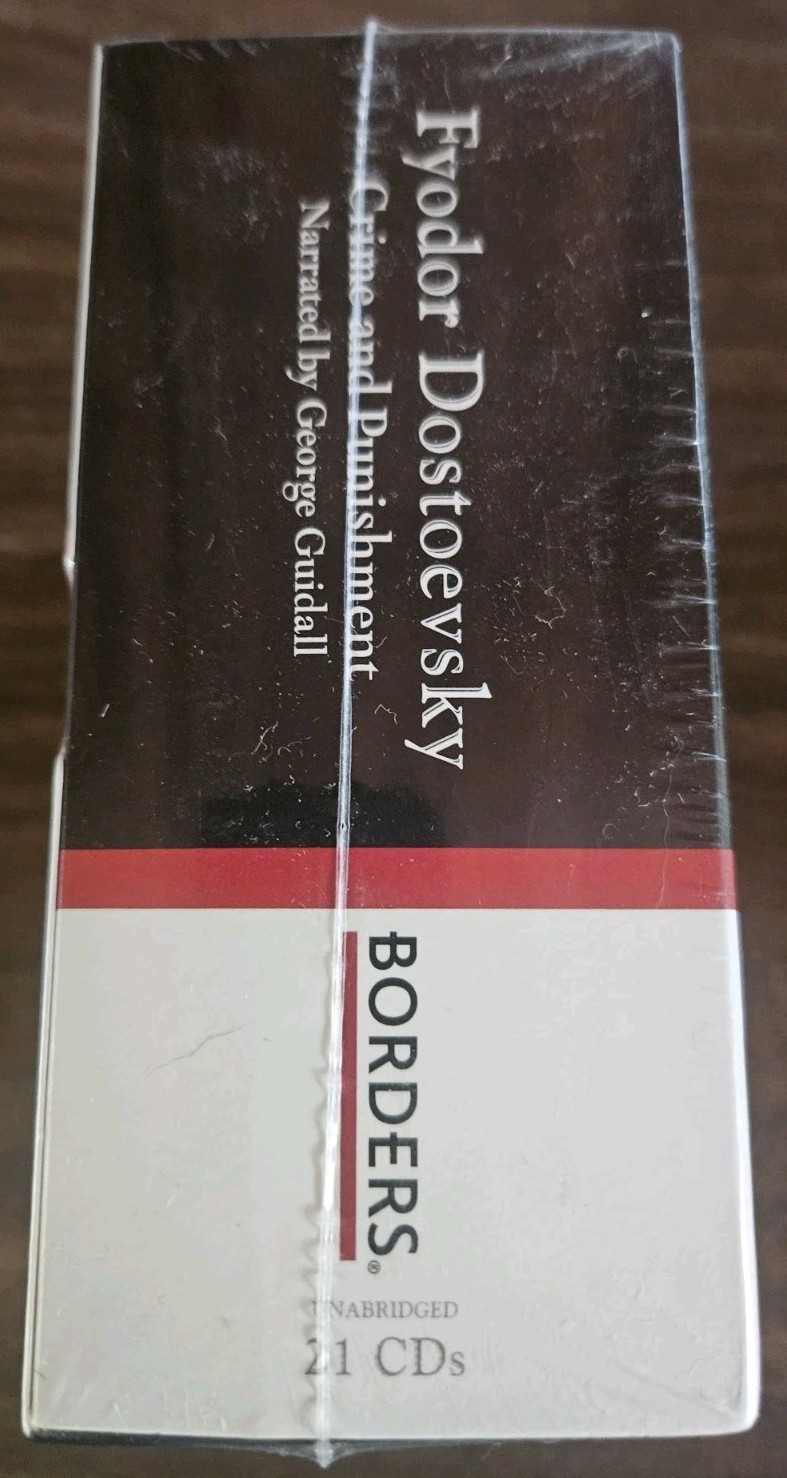 Fyodor Dostoevsky
Crime and Punishment
Narrated by George Guidall
BORDERS®
UNABRIDGED
21 CDs